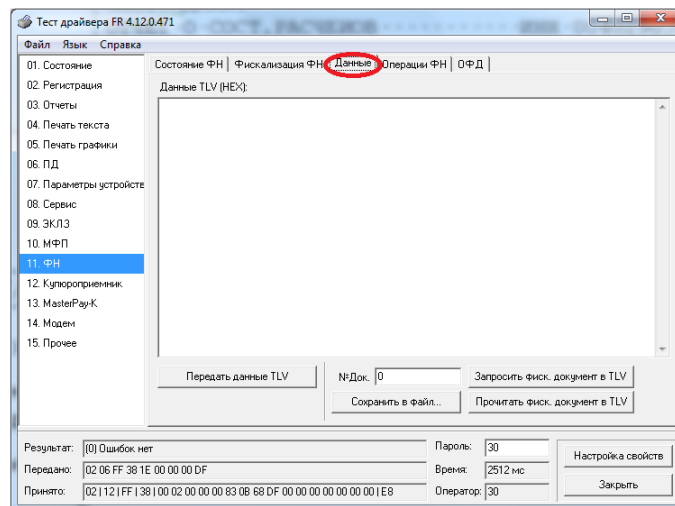 Тест драйвера FR 4.12.0.471
Файл Язык Справка
01. Состояние
02. Регистрация
03. Отчеты
04. Печать текста
05. Печать графики
06. ПД
07. Параметры устройств
08. Сервис
09. ЭКЛЗ
10. МФП
11. ФН
12. Купюроприемник
13. MasterPay-K
14. Модем
15. Прочее
Состояние ФН Фискализация ФН Данные Операции ФН ОФД
Данные TLV (HEX):
Передать данные TLV
№Док. 0
Запросить фиск. документ в TLV
Сохранить в файл...
Прочитать фиск. документ в TLV
Результат: (0) Ошибок нет
Пароль: 30
Настройка свойств
Передано: 02 06 FF 38 1E 00 00 00 DF
Время: 2512 мс
Принято: 02 | 12 | FF | 38 | 00 02 00 00 00 83 0B 68 DF 00 00 00 00 00 00 00 | E8
Оператор: 30
Закрыть